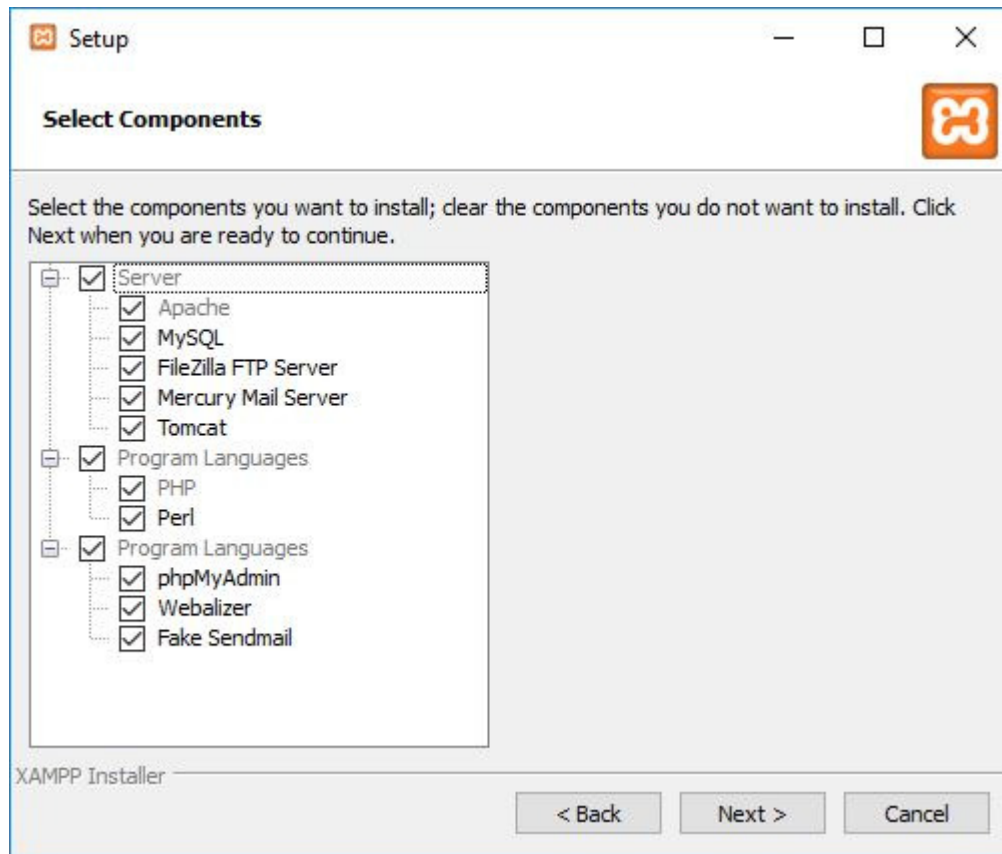 Setup
Select Components
Select the components you want to install; clear the components you do not want to install. Click
Next when you are ready to continue.
Server
Apache
MySQL
FileZilla FTP Server
Mercury Mail Server
Tomcat
Program Languages
PHP
Perl
Program Languages
phpMyAdmin
Webalizer
Fake Sendmail
XAMPP Installer
< Back Next > Cancel